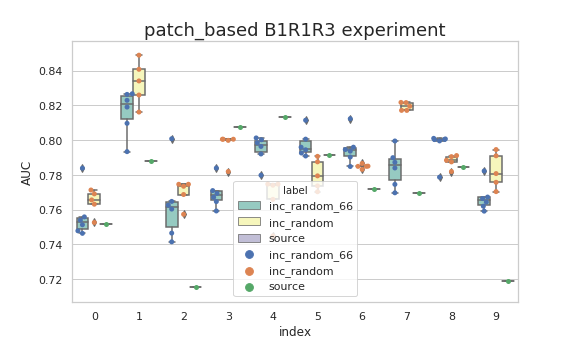 patch_based B1R1R3 experiment
AUC
0.84
0.82
0.80
0.78
0.76
0.74
0.72
label
inc_random_66
inc_random
source
inc_random_66
inc_random
source
0 1 2 3 4 5 6 7 8 9
index